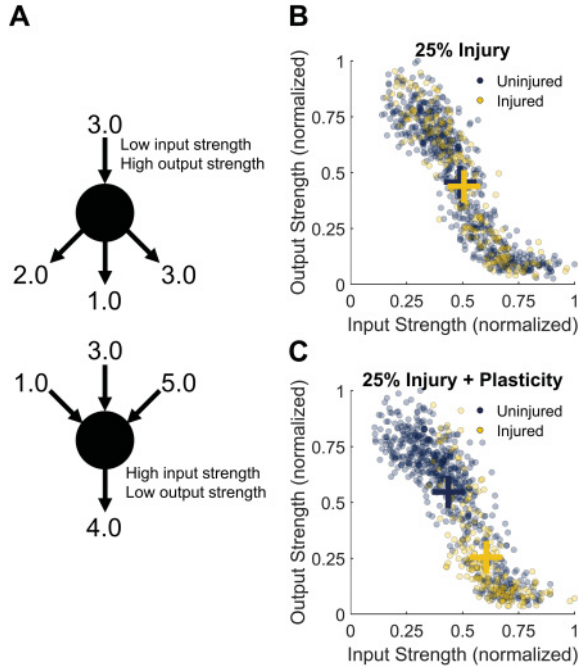 A
3.0
Low input strength
High output strength
2.0
1.0
3.0
3.0
1.0
5.0
High input strength
Low output strength
4.0
B
25% Injury
Uninjured
Injured
Output Strength (normalized)
1
0.75
0.5
0.25
0
0
0.25
0.5
0.75
1
Input Strength (normalized)
C
25% Injury + Plasticity
Uninjured
Injured
Output Strength (normalized)
1
0.75
0.5
0.25
0
0
0.25
0.5
0.75
1
Input Strength (normalized)